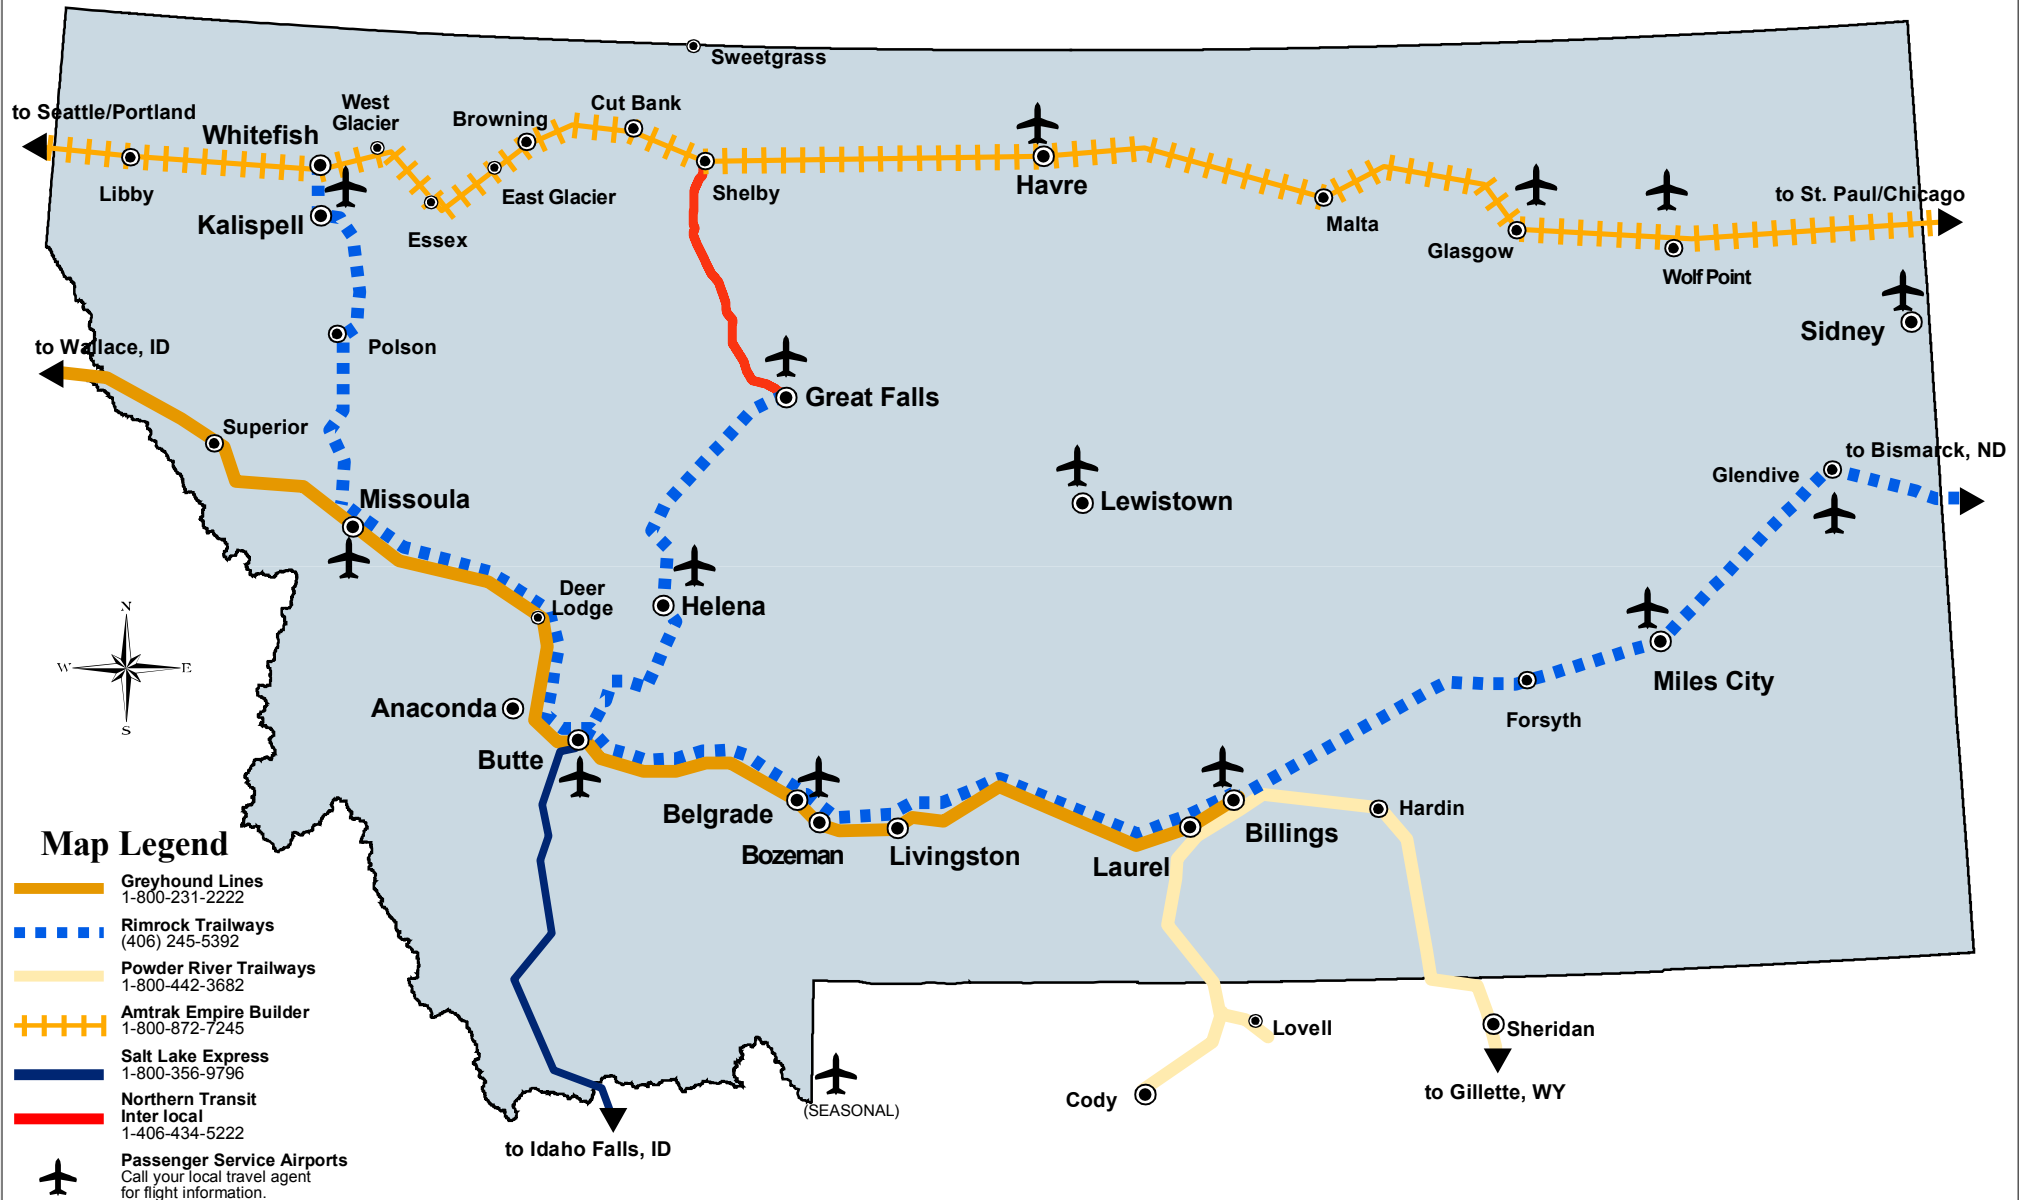 Sweetgrass
to Seattle/Portland
West
Glacier
Cut Bank
Browning
Whitefish
Libby
East Glacier
Shelby
Havre
to St. Paul/Chicago
Kalispell
Essex
Malta
Glasgow
Wolf Point
Sidney
to Wallace, ID
Polson
Great Falls
Superior
to Bismarck, ND
Glendive
Missoula
Lewistown
Deer
Lodge
Helena
N
W
E
S
Anaconda
Miles City
Forsyth
Butte
Belgrade
Hardin
Billings
Bozeman
Livingston
Laurel
Map Legend
Greyhound Lines
1-800-231-2222
Rimrock Trailways
(406) 245-5392
Powder River Trailways
1-800-442-3682
Amtrak Empire Builder
1-800-872-7245
Salt Lake Express
1-800-356-9796
Northern Transit
Inter local
1-406-434-5222
Passenger Service Airports
Call your local travel agent
for flight information.
Lovell
Sheridan
Cody
to Gillette, WY
(SEASONAL)
to Idaho Falls, ID